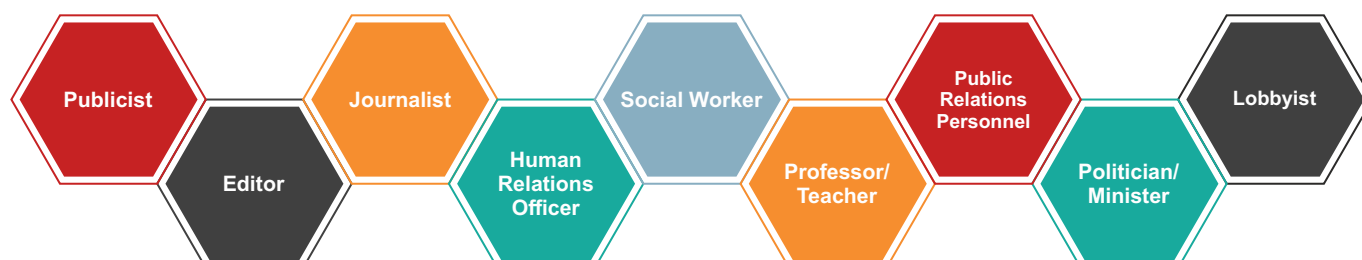 Publicist
Editor
Journalist
Human
Relations
Officer
Social Worker
Professor/
Teacher
Public
Relations
Personnel
Politician/
Minister
Lobbyist